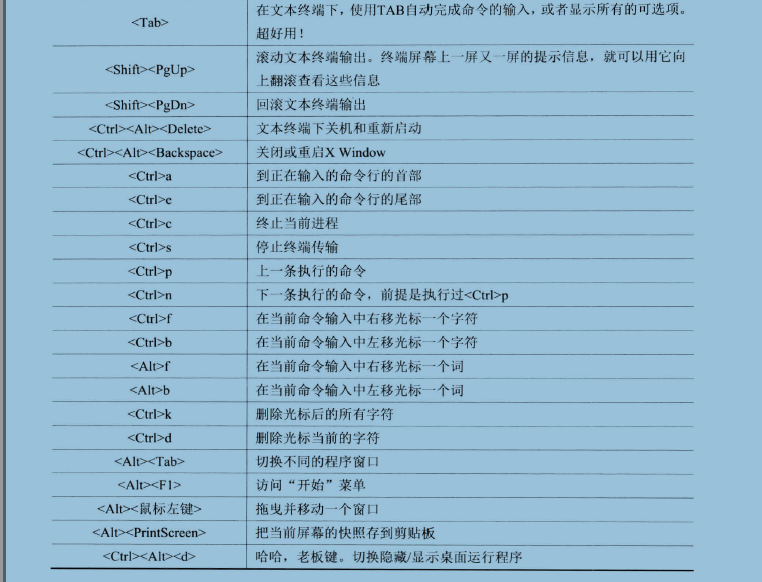 <Tab> 在文本终端下，使用TAB自动完成命令的输入，或者显示所有的可选项。
超好用！
<Shift><PgUp> 滚动文本终端输出。终端屏幕上一屏又一屏的提示信息，就可以用它向
上翻滚查看这些信息
<Shift><PgDn> 回滚文本终端输出
<Ctrl><Alt><Delete> 文本终端下关机和重新启动
<Ctrl><Alt><Backspace> 关闭或重启X Window
<Ctrl>a 到正在输入的命令行的首部
<Ctrl>e 到正在输入的命令行的尾部
<Ctrl>c 终止当前进程
<Ctrl>s 停止终端传输
<Ctrl>p 上一条执行的命令
<Ctrl>n 下一条执行的命令，前提是执行过<Ctrl>p
<Ctrl>f 在当前命令输入中右移光标一个字符
<Ctrl>b 在当前命令输入中左移光标一个字符
<Alt>f 在当前命令输入中右移光标一个词
<Alt>b 在当前命令输入中左移光标一个词
<Ctrl>k 删除光标后的所有字符
<Ctrl>d 删除光标当前的字符
<Alt><Tab> 切换不同的程序窗口
<Alt><F1> 访问“开始”菜单
<Alt><鼠标左键> 拖曳并移动一个窗口
<Alt><PrintScreen> 把当前屏幕的快照存到剪贴板
<Ctrl><Alt><d> 哈哈，老板键。切换隐藏/显示桌面运行程序